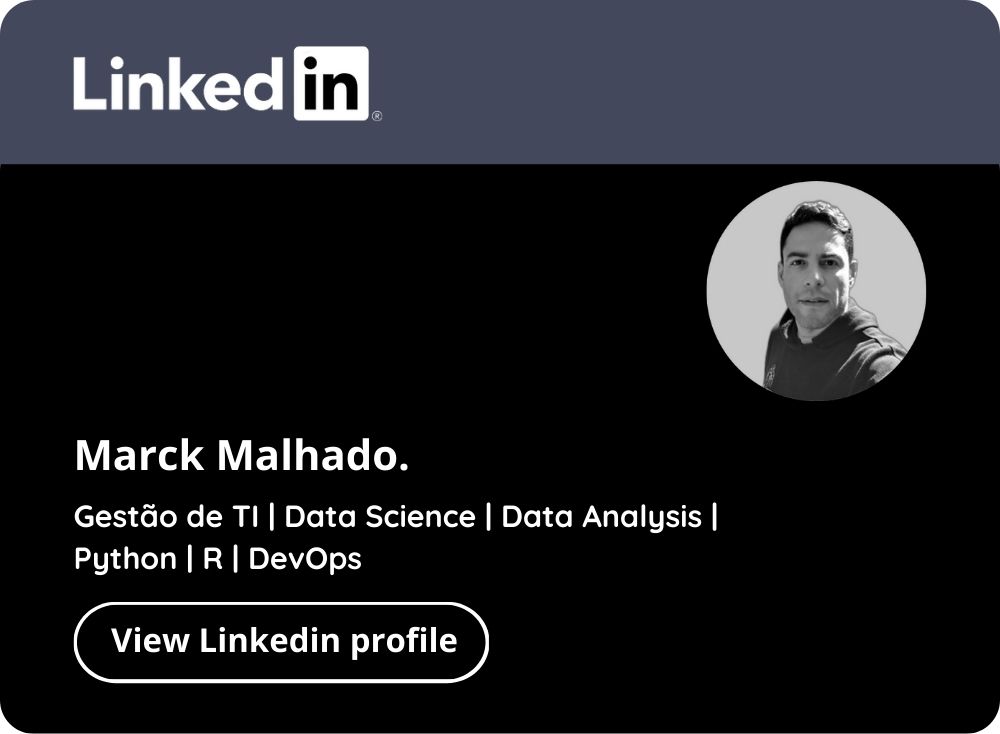 Linkedin®
Marck Malhado.
Gestão de TI | Data Science | Data Analysis |
Python | R | DevOps
View Linkedin profile